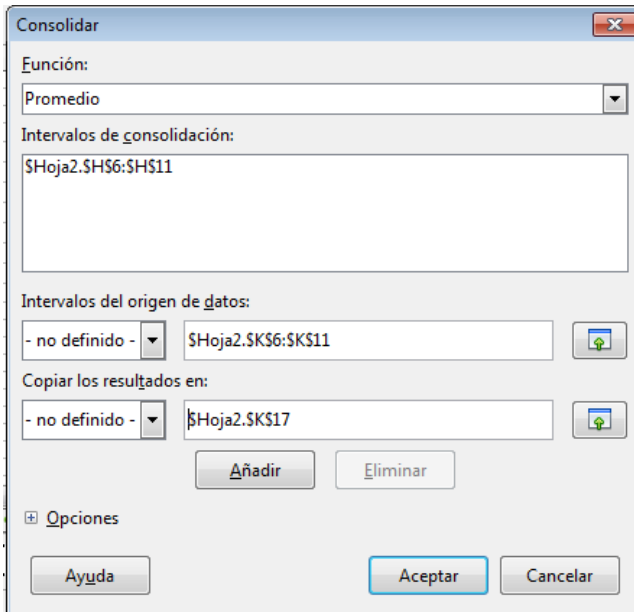 Consolidar
Función:
Promedio
Intervalos de consolidación:
$Hoja2.$H$6:$H$11
Intervalos del origen de datos:
- no definido - $Hoja2.$K$6:$K$11
Copiar los resultados en:
- no definido - $Hoja2.$K$17
Añadir Eliminar
Opciones
Ayuda Aceptar Cancelar